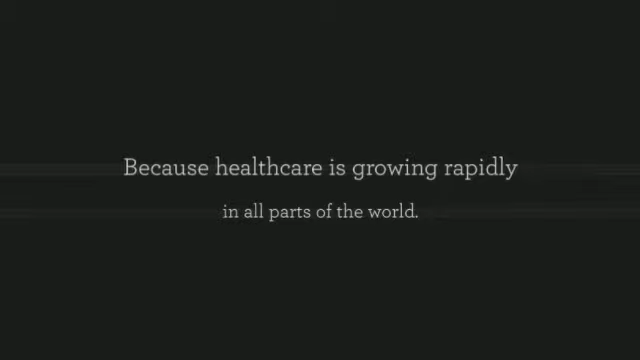 Because healthcare is growing rapidly
in all parts of the world.